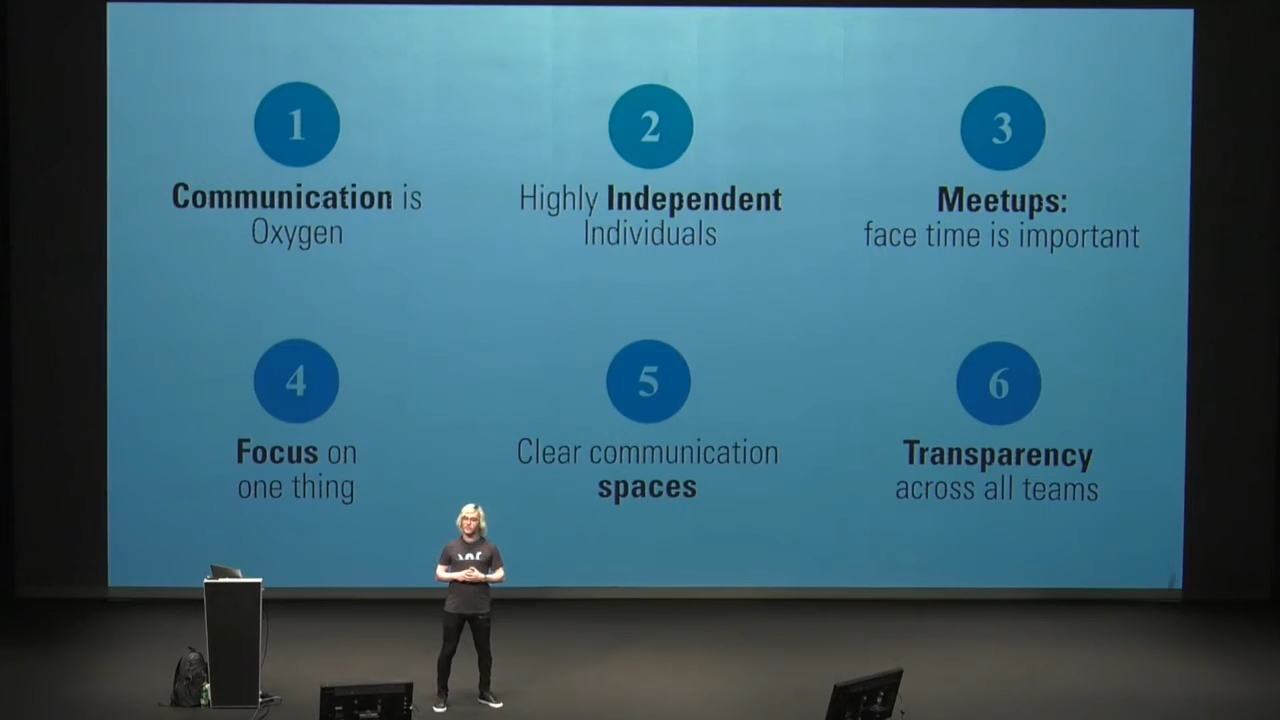 1
Communication is
Oxygen
2
Highly Independent
Individuals
3
Meetups:
face time is important
4
Focus on
one thing
5
Clear communication
spaces
6
Transparency
across all teams